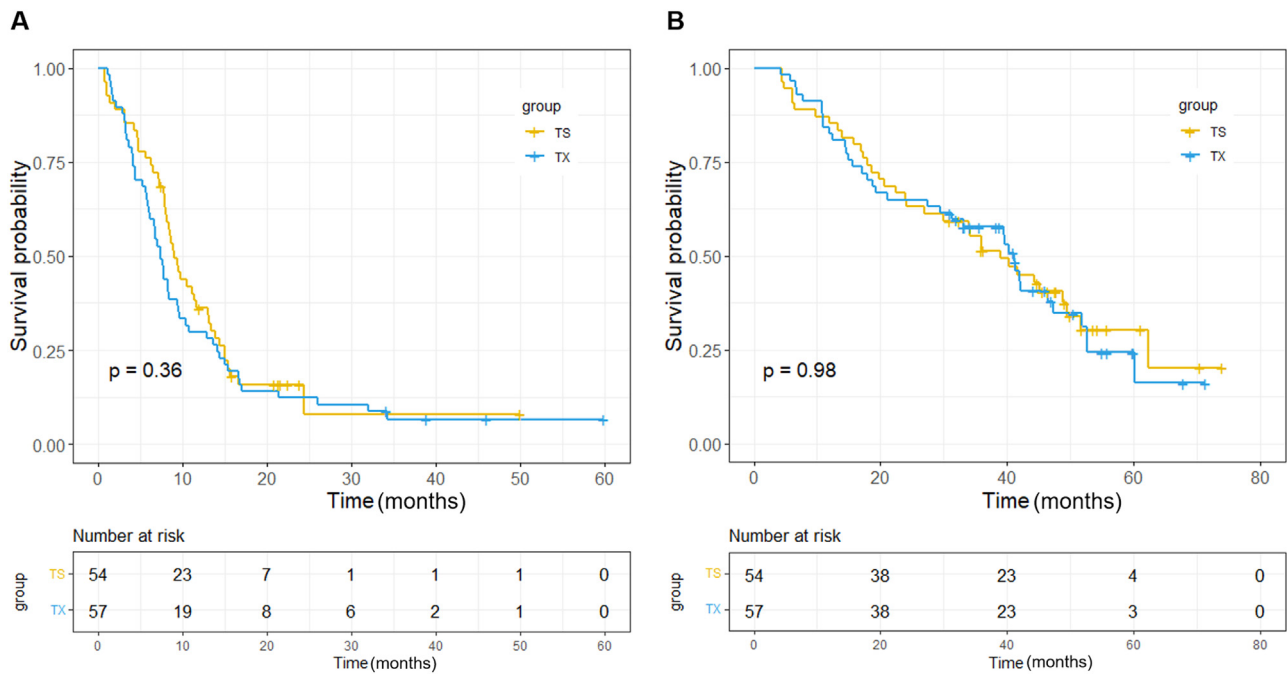 A
1.00
0.75
0.50
0.25
0.00
Survival probability
group
TS
TX
p = 0.36
0 10 20 30 40 50 60
Time (months)
Number at risk
group
TS 54 23 7 1 1 1 0
TX 57 19 8 6 2 1 0
0 10 20 30 40 50 60
Time (months)
B
1.00
0.75
0.50
0.25
0.00
Survival probability
group
TS
TX
p = 0.98
0 20 40 60 80
Time (months)
Number at risk
group
TS 54 38 23 4 0
TX 57 38 23 3 0
0 20 40 60 80
Time (months)